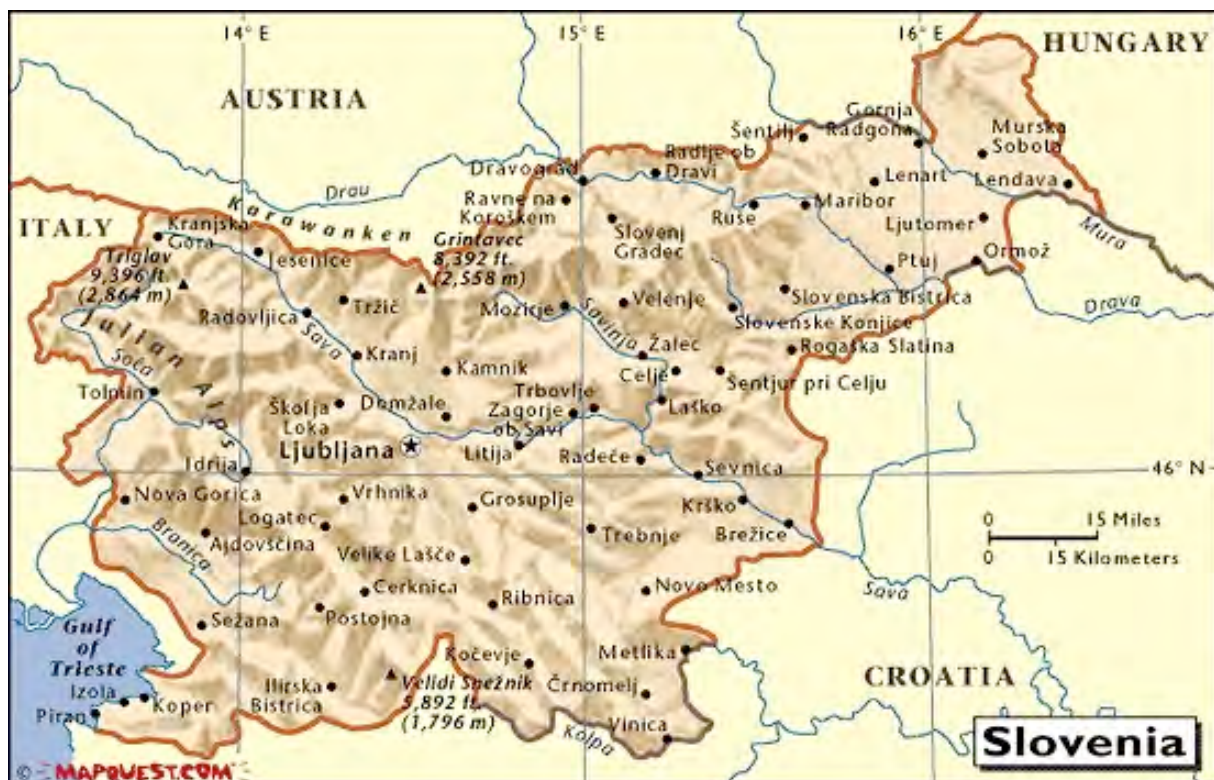 14° E
15° E
16° E
HUNGARY
AUSTRIA
Gornja
Radgona
Šentilj
Murska
Sobota
Radlje ob
Dravi
Dravograd
Lenart
Lendava
Drau
Ravne na
Koroškem
Ruse
Maribor
Ljutomer
ITALY
Karawanken
Kranjska
Gora
Slovenj
Gradec
Mura
Grintavec
8,392 ft.
(2,558 m)
Jesenice
Triglav
9,396 ft.
(2,864 m)
Ormož
Ptuj
Tržič
Mozirje
Velenje
Slovenska Bistrica
Drava
Radovljica
Savinja
Slovenske Konjice
Julian Alps
Sava
Kranj
Žalec
Rogaška Slatina
Soča
Kamnik
Celje
Šentjur pri Celju
Tolmin
Trbovlje
Škofja
Loka
Domžale
Zagorje
ob Savi
Laško
Ljubljana
Litija
Radeče
Idrija
Sevnica
46° N
Nova Gorica
Vrhnika
Grosuplje
Krško
0 15 Miles
Logatec
Branica
Ajdovščina
Trebnje
Brežice
0 15 Kilometers
Velike Lašče
Cerknica
Novo Mesto
Sava
Ribnica
Postojna
Sežana
Gulf
of
Trieste
Kočevje
Metlika
CROATIA
Izola
Koper
Ilirska
Bistrica
Velidi Snežnik
5,892 ft.
(1,796 m)
Črnomelj
Piran
Vinica
Kolpa
Slovenia
© MAPQUEST.COM